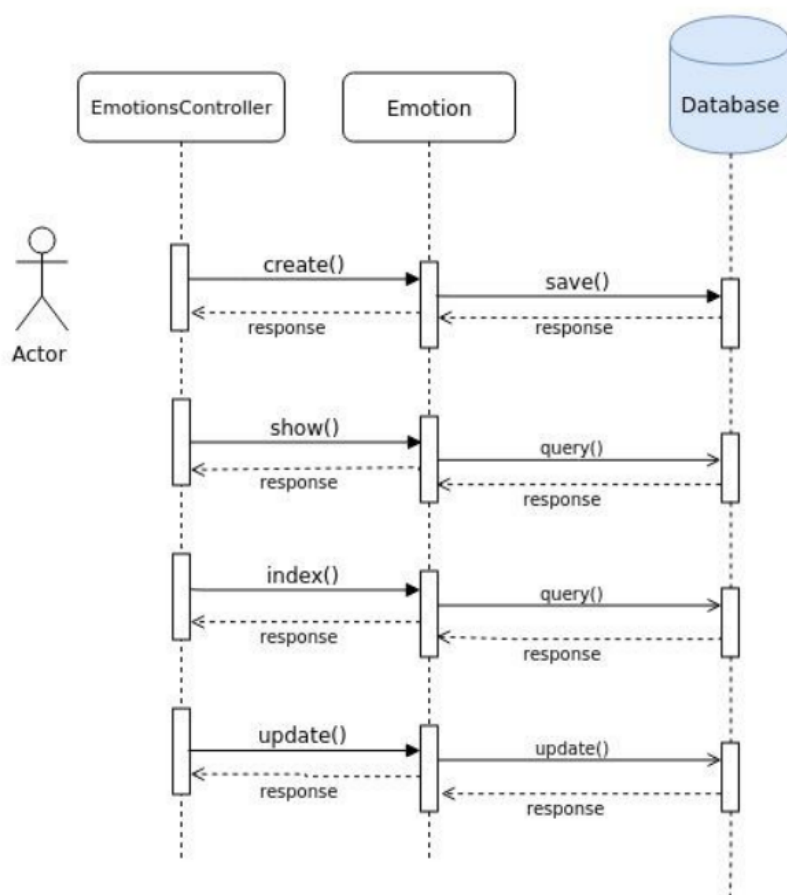 EmotionsController
Emotion
Database
Actor
create()
save()
response
response
show()
query()
response
response
index()
query()
response
response
update()
update()
response
response